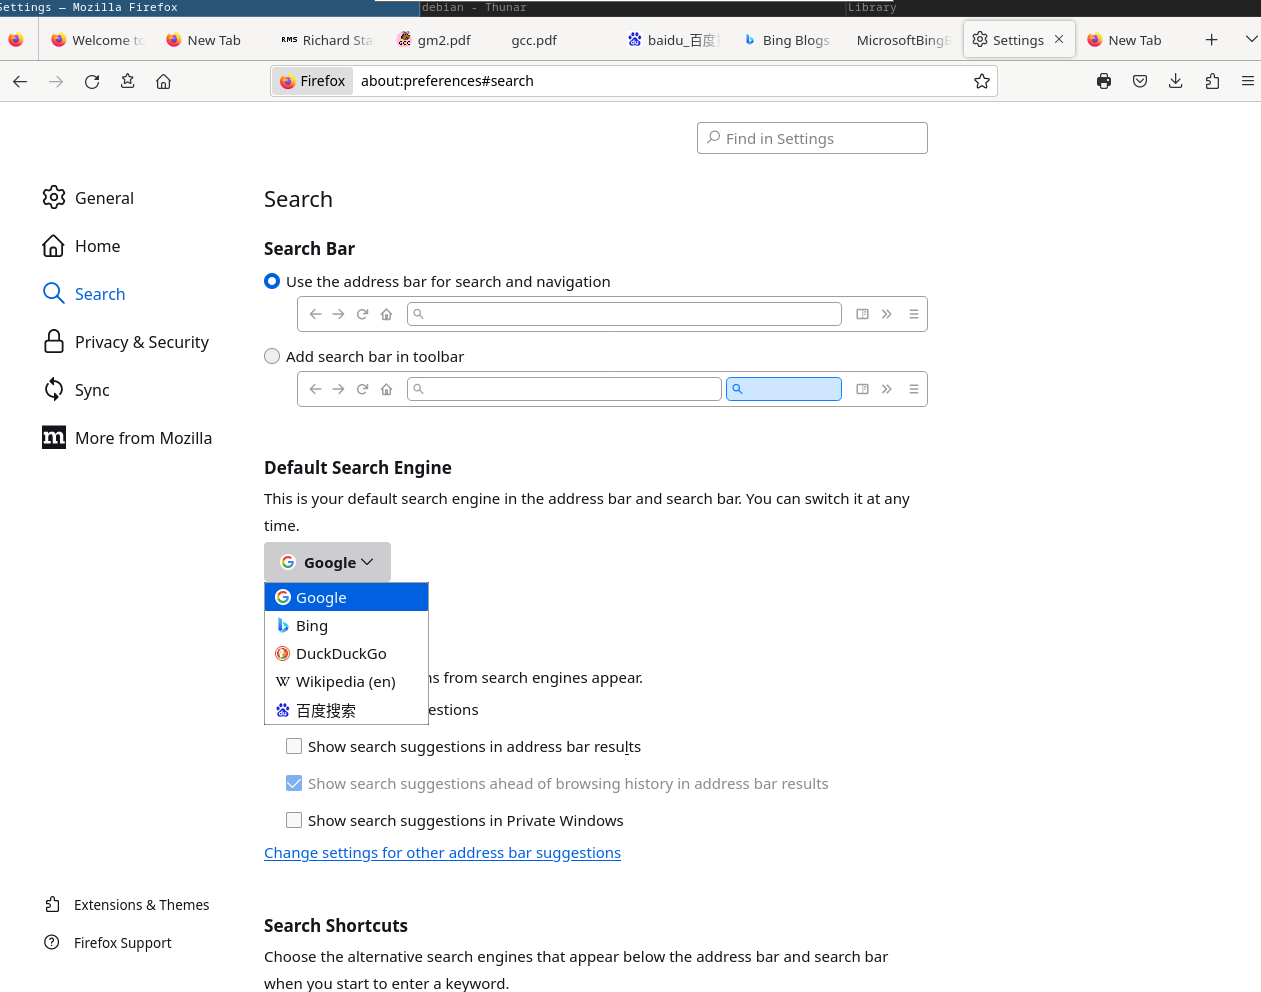 Settings — Mozilla Firefox
debian - Thunar
Library
Welcome to
New Tab
RMS Richard Sta
gm2.pdf
gcc.pdf
baidu_百度
Bing Blogs
MicrosoftBing
Settings
New Tab
Firefox
about:preferences#search
Find in Settings
General
Home
Search
Privacy & Security
Sync
More from Mozilla
Extensions & Themes
Firefox Support
Search
Search Bar
Use the address bar for search and navigation
Add search bar in toolbar
Default Search Engine
This is your default search engine in the address bar and search bar. You can switch it at any
time.
Google
Google
Bing
DuckDuckGo
Wikipedia (en)
百度搜索
ns from search engines appear.
estions
Show search suggestions in address bar results
Show search suggestions ahead of browsing history in address bar results
Show search suggestions in Private Windows
Change settings for other address bar suggestions
Search Shortcuts
Choose the alternative search engines that appear below the address bar and search bar
when you start to enter a keyword.